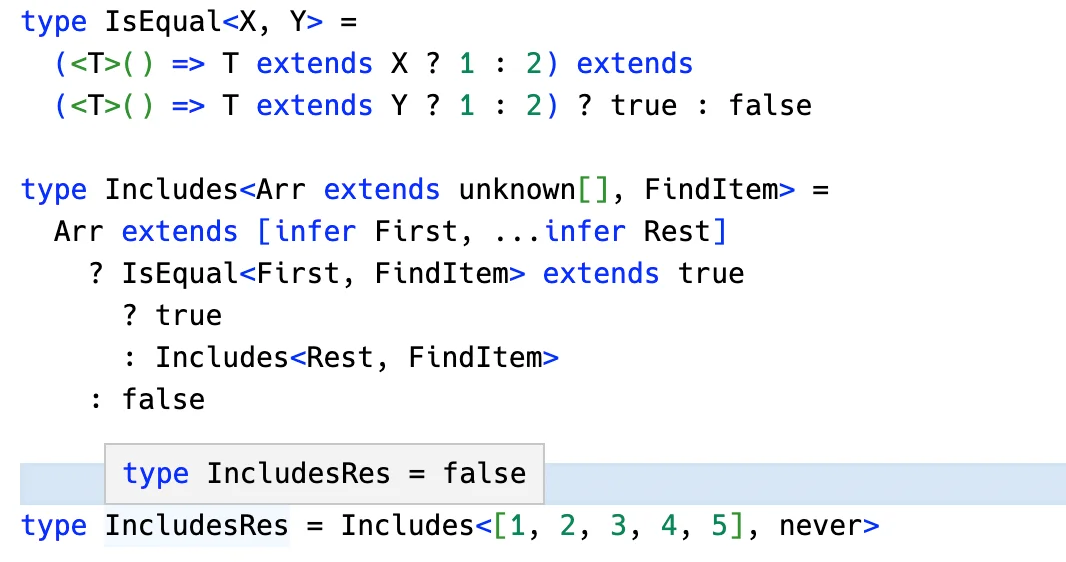 type IsEqual<X, Y> =
(<T>() => T extends X ? 1 : 2) extends
(<T>() => T extends Y ? 1 : 2) ? true : false
type Includes<Arr extends unknown[], FindItem> =
Arr extends [infer First, ...infer Rest]
? IsEqual<First, FindItem> extends true
? true
: Includes<Rest, FindItem>
: false
type IncludesRes = false
type IncludesRes = Includes<[1, 2, 3, 4, 5], never>